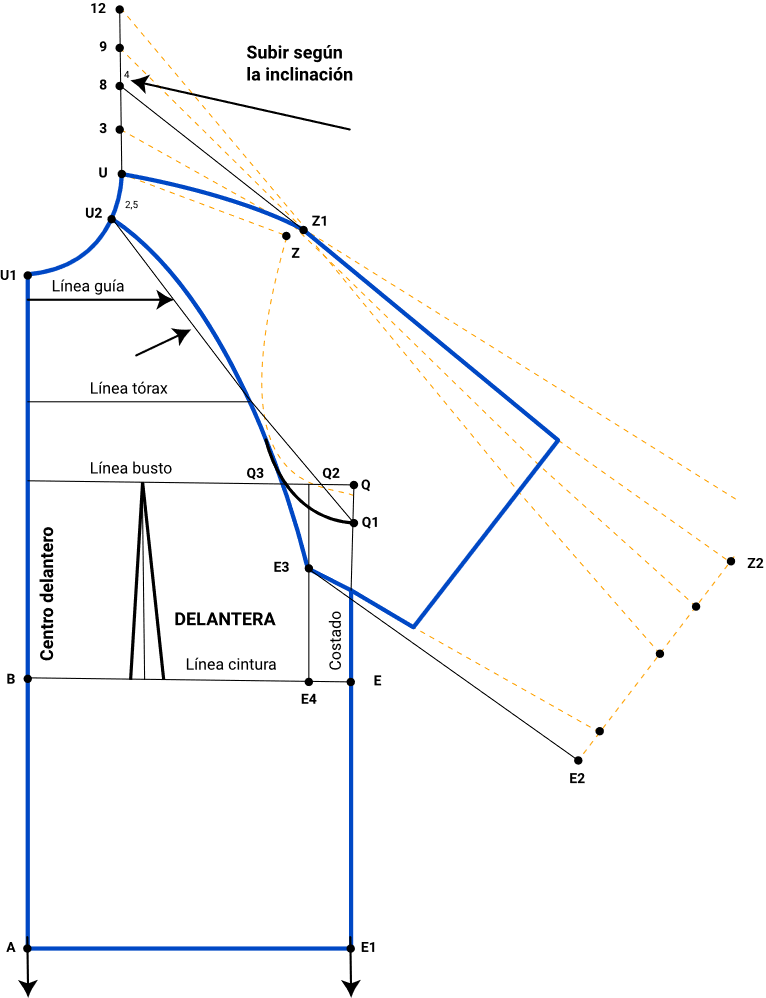 12
9
Subir según
la inclinación
4
8
3
U
2,5
U2
Z1
Z
U1
Línea guía
Línea tórax
Línea busto
Q3
Q2
Q
Q1
Z2
E3
Centro delantero
DELANTERA
Costado
Línea cintura
B
E
E4
E2
A
E1